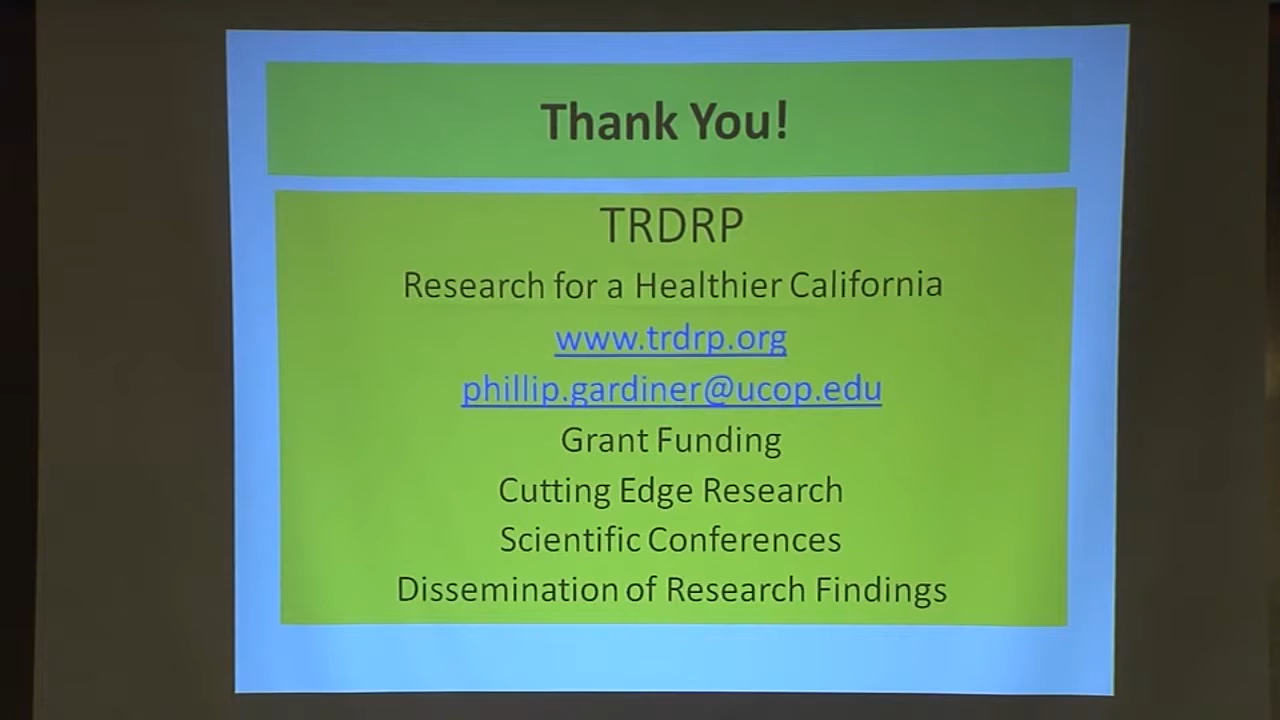 Thank You!
TRDRP
Research for a Healthier California
www.trdrp.org
phillip.gardiner@ucop.edu
Grant Funding
Cutting Edge Research
Scientific Conferences
Dissemination of Research Findings